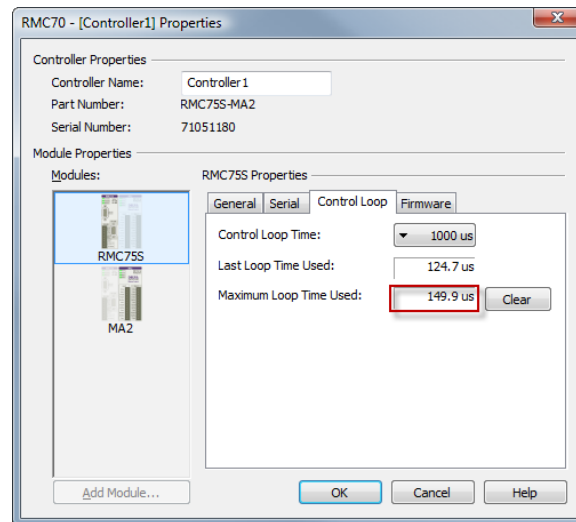 RMC70 - [Controller1] Properties
Controller Properties
Controller Name: Controller1
Part Number: RMC75S-MA2
Serial Number: 71051180
Module Properties
Modules:
RMC75S
MA2
Add Module...
RMC75S Properties
General Serial Control Loop Firmware
Control Loop Time: 1000 us
Last Loop Time Used: 124.7 us
Maximum Loop Time Used: 149.9 us Clear
OK Cancel Help